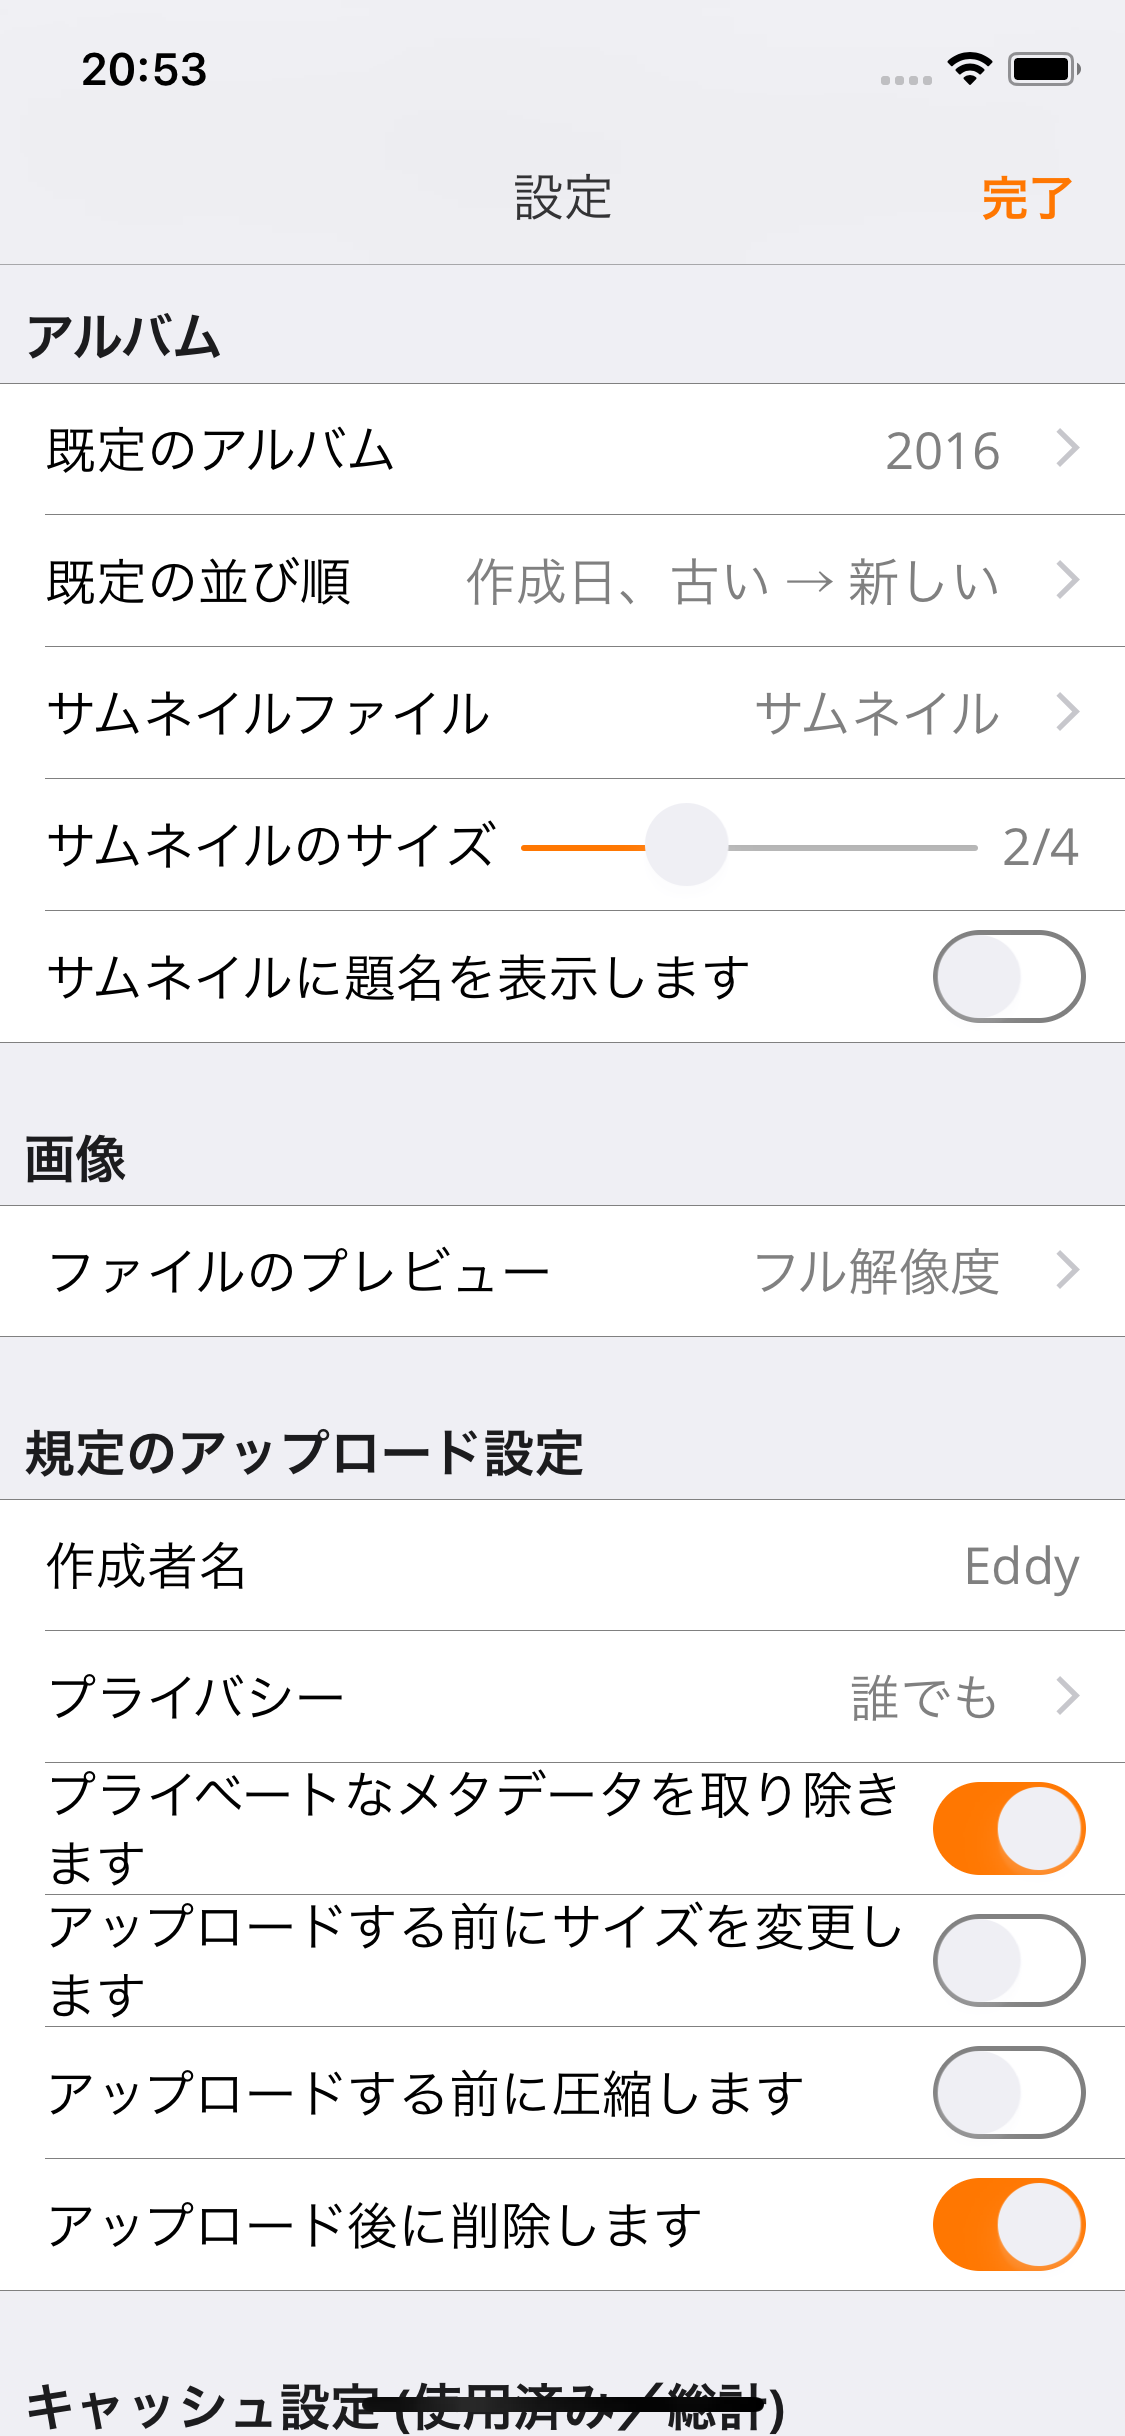 20:53
設定
完了
アルバム
既定のアルバム 2016
既定の並び順 作成日、古い → 新しい
サムネイルファイル サムネイル
サムネイルのサイズ 2/4
サムネイルに題名を表示します
画像
ファイルのプレビュー フル解像度
規定のアップロード設定
作成者名 Eddy
プライバシー 誰でも
プライベートなメタデータを取り除き
ます
アップロードする前にサイズを変更し
ます
アップロードする前に圧縮します
アップロード後に削除します
キャッシュ設定 (使用済み／総計)